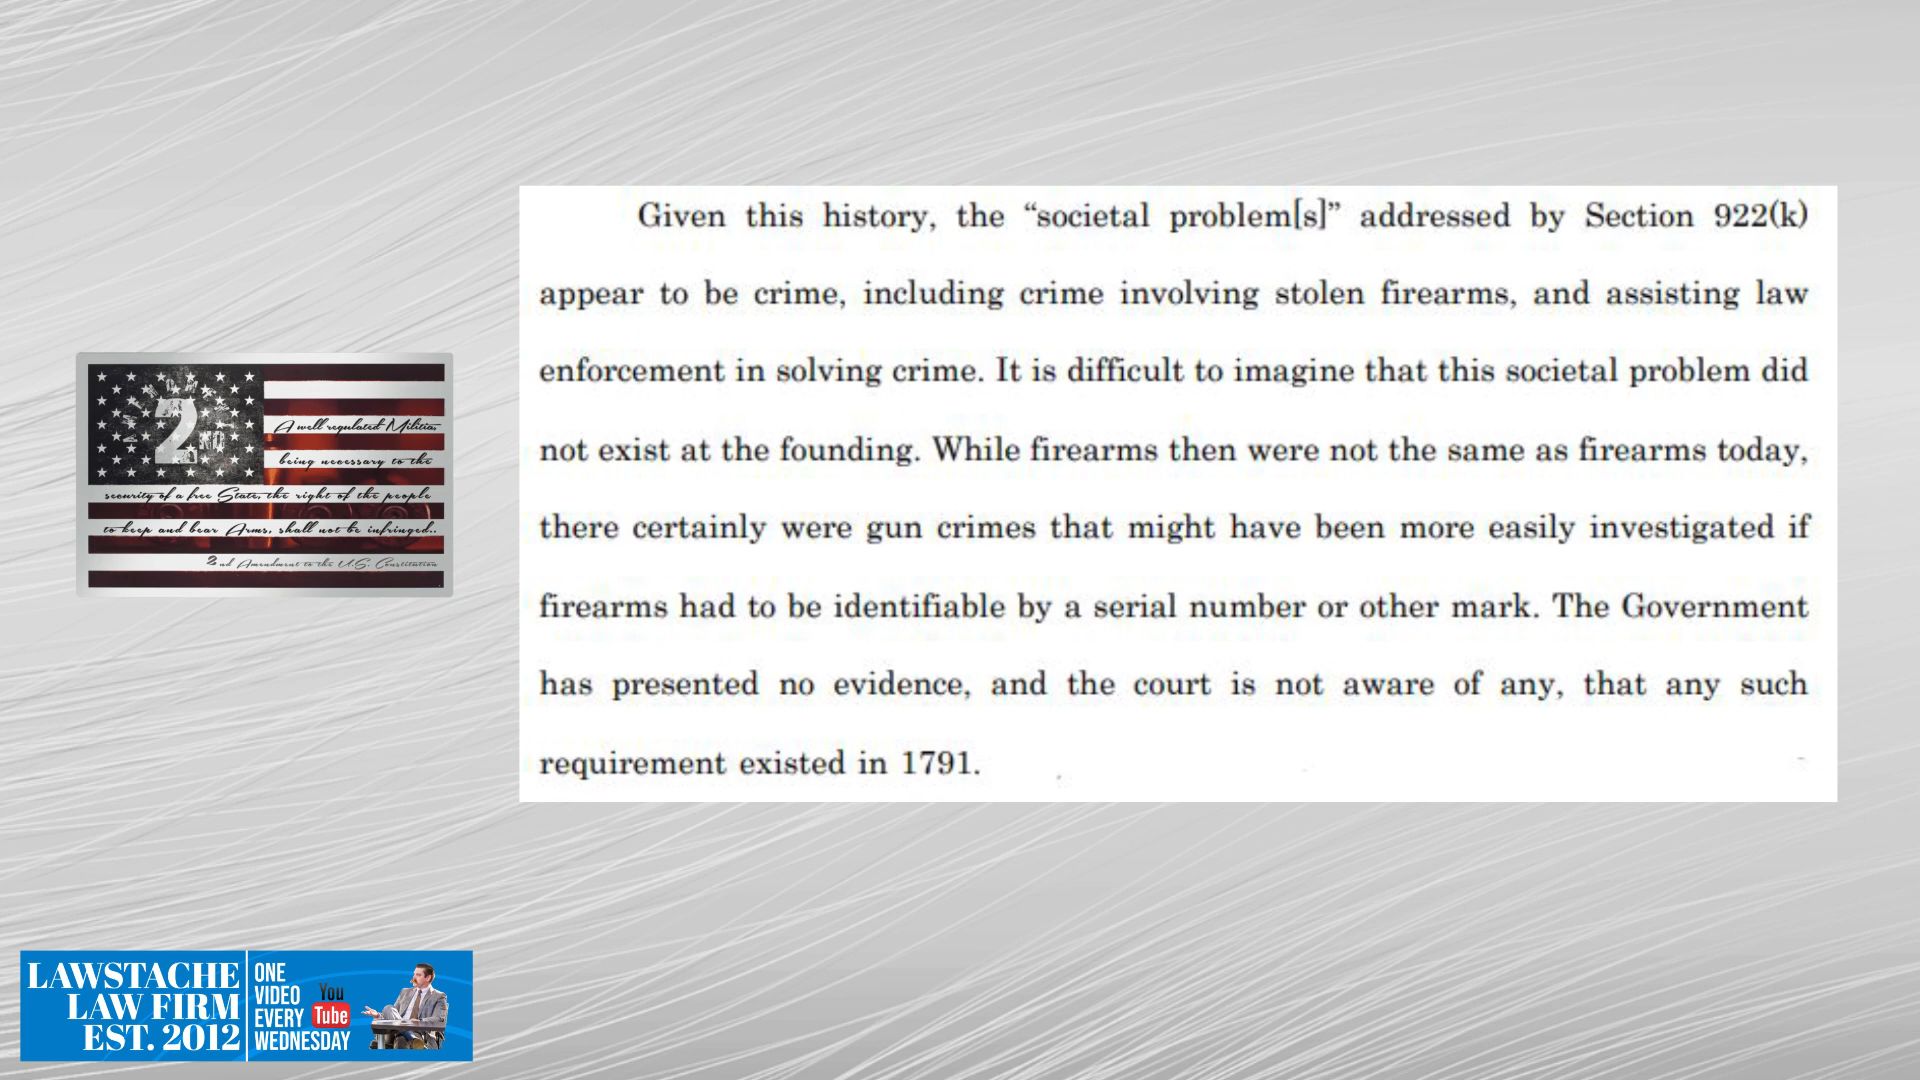 Given this history, the “societal problem[s]” addressed by Section 922(k)
appear to be crime, including crime involving stolen firearms, and assisting law
enforcement in solving crime. It is difficult to imagine that this societal problem did
not exist at the founding. While firearms then were not the same as firearms today,
there certainly were gun crimes that might have been more easily investigated if
firearms had to be identifiable by a serial number or other mark. The Government
has presented no evidence, and the court is not aware of any, that any such
requirement existed in 1791.
2ND
A well regulated Militia,
being necessary to the
security of a free State, the right of the people
to keep and bear Arms, shall not be infringed..
2nd Amendment to the U.S. Constitution
LAWSTACHE
LAW FIRM
EST. 2012
ONE
VIDEO
EVERY
WEDNESDAY
You
Tube